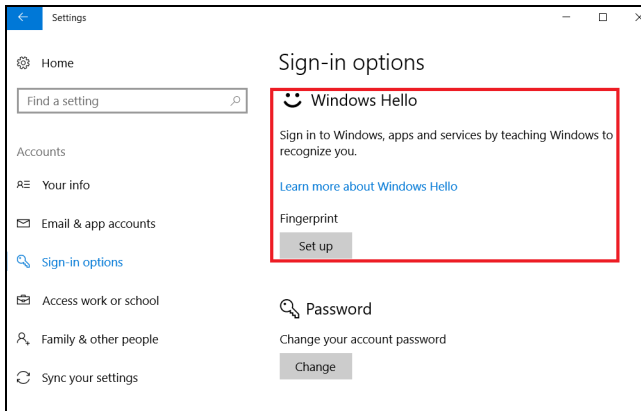 Settings
Home
Find a setting
Accounts
Your info
Email & app accounts
Sign-in options
Access work or school
Family & other people
Sync your settings
Sign-in options
Windows Hello
Sign in to Windows, apps and services by teaching Windows to
recognize you.
Learn more about Windows Hello
Fingerprint
Set up
Password
Change your account password
Change